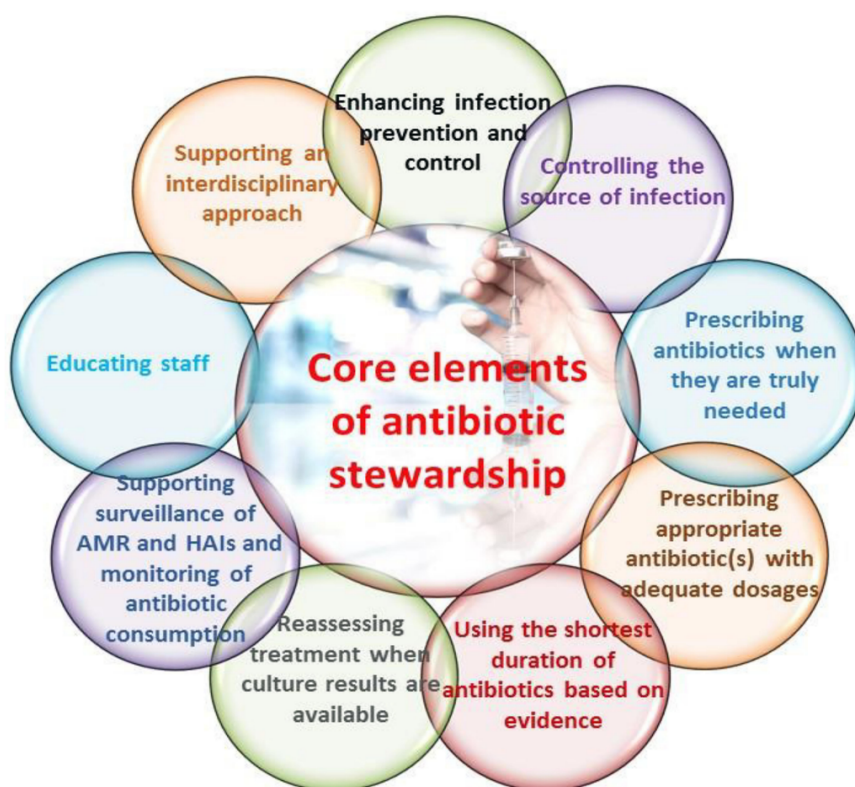 Enhancing infection
prevention and
control
Controlling the
source of infection
Prescribing
antibiotics when
they are truly
needed
Prescribing
appropriate
antibiotic(s) with
adequate dosages
Using the shortest
duration of
antibiotics based on
evidence
Reassessing
treatment when
culture results are
available
Supporting
surveillance of
AMR and HAIs and
monitoring of
antibiotic
consumption
Educating staff
Supporting an
interdisciplinary
approach
Core elements
of antibiotic
stewardship